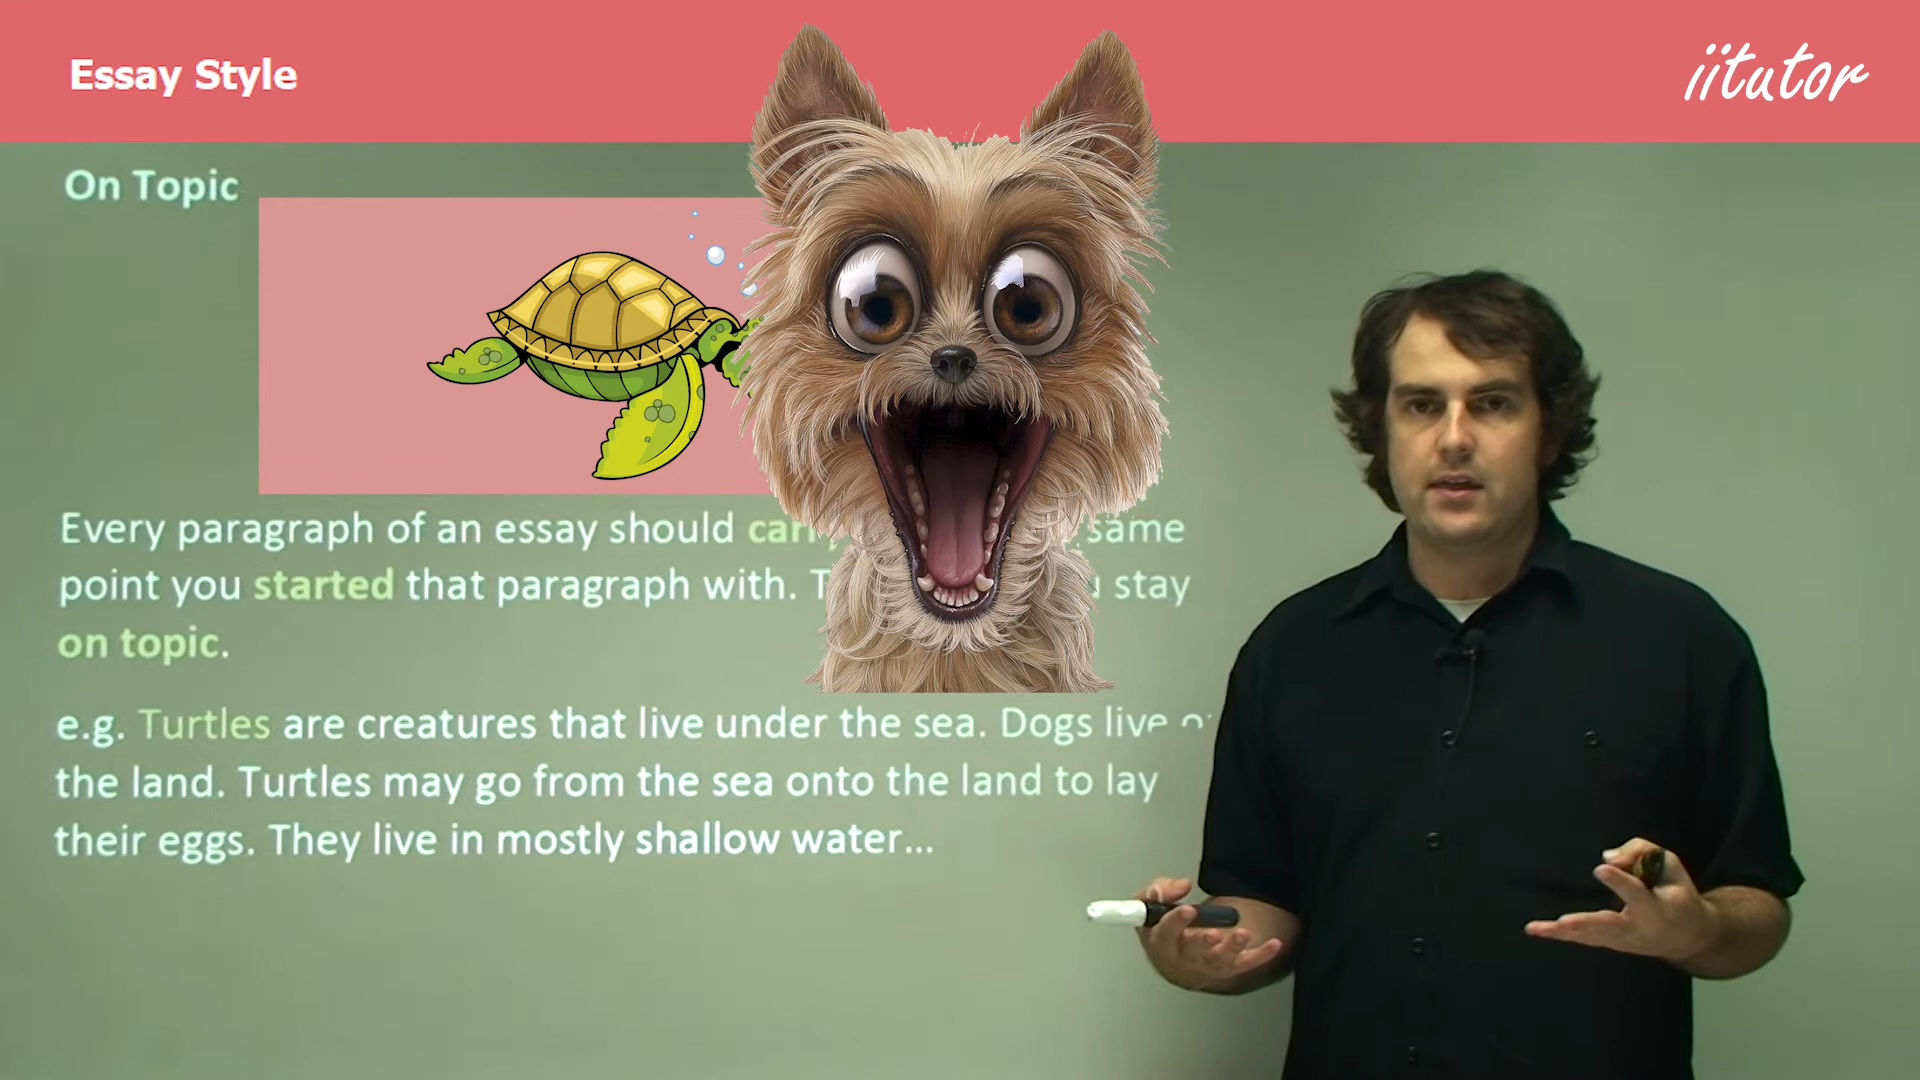 Essay Style
iitutor
On Topic
Every paragraph of an essay should same
point you started that paragraph with. stay
on topic.
e.g. Turtles are creatures that live under the sea. Dogs live
the land. Turtles may go from the sea onto the land to lay
their eggs. They live in mostly shallow water...